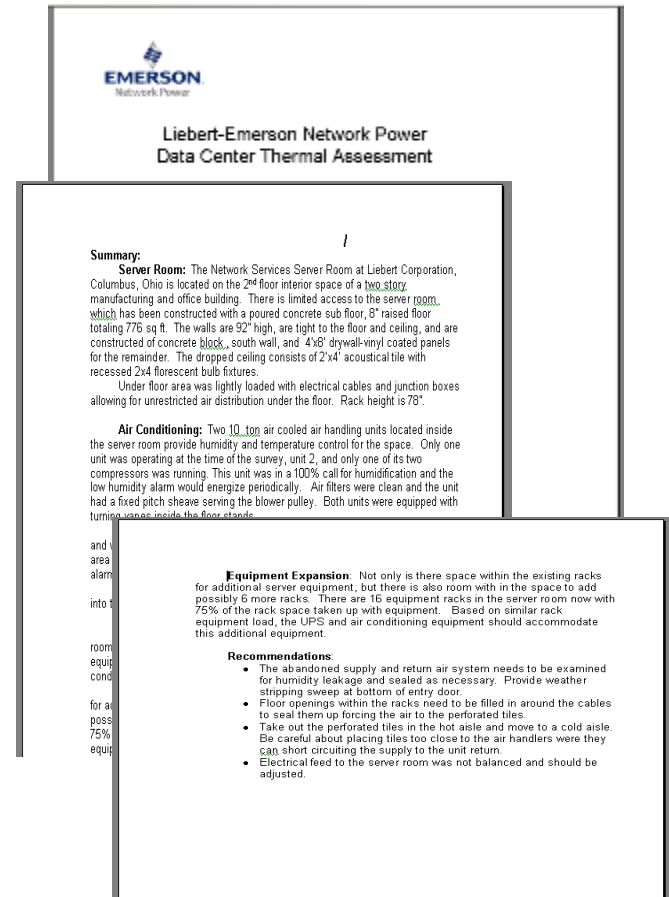 EMERSON.
Network Power
Liebert-Emerson Network Power
Data Center Thermal Assessment
Summary:
Server Room: The Network Services Server Room at Liebert Corporation,
Columbus, Ohio is located on the 2nd floor interior space of a two story
manufacturing and office building. There is limited access to the server room
which has been constructed with a poured concrete sub floor, 8" raised floor
totaling 776 sq ft. The walls are 92" high, are tight to the floor and ceiling, and are
constructed of concrete block , south wall, and 4'x8' drywall-vinyl coated panels
for the remainder. The dropped ceiling consists of 2'x4' acoustical tile with
recessed 2x4 florescent bulb fixtures.
Under floor area was lightly loaded with electrical cables and junction boxes
allowing for unrestricted air distribution under the floor. Rack height is 78".
Air Conditioning: Two 10 ton air cooled air handling units located inside
the server room provide humidity and temperature control for the space. Only one
unit was operating at the time of the survey, unit 2, and only one of its two
compressors was running. This unit was in a 100% call for humidification and the
low humidity alarm would energize periodically. Air filters were clean and the unit
had a fixed pitch sheave serving the blower pulley. Both units were equipped with
turning vanes inside the floor stands
and
area
alarm
into
room
equip
cond
for
poss
75%
equip
Equipment Expansion: Not only is there space within the existing racks
for additional server equipment, but there is also room with in the space to add
possibly 6 more racks. There are 16 equipment racks in the server room now with
75% of the rack space taken up with equipment. Based on similar rack
equipment load, the UPS and air conditioning equipment should accommodate
this additional equipment.
Recommendations:
• The abandoned supply and return air system needs to be examined
for humidity leakage and sealed as necessary. Provide weather
stripping sweep at bottom of entry door.
• Floor openings within the racks need to be filled in around the cables
to seal them up forcing the air to the perforated tiles.
• Take out the perforated tiles in the hot aisle and move to a cold aisle.
Be careful about placing tiles too close to the air handlers were they
can short circuiting the supply to the unit return.
• Electrical feed to the server room was not balanced and should be
adjusted.